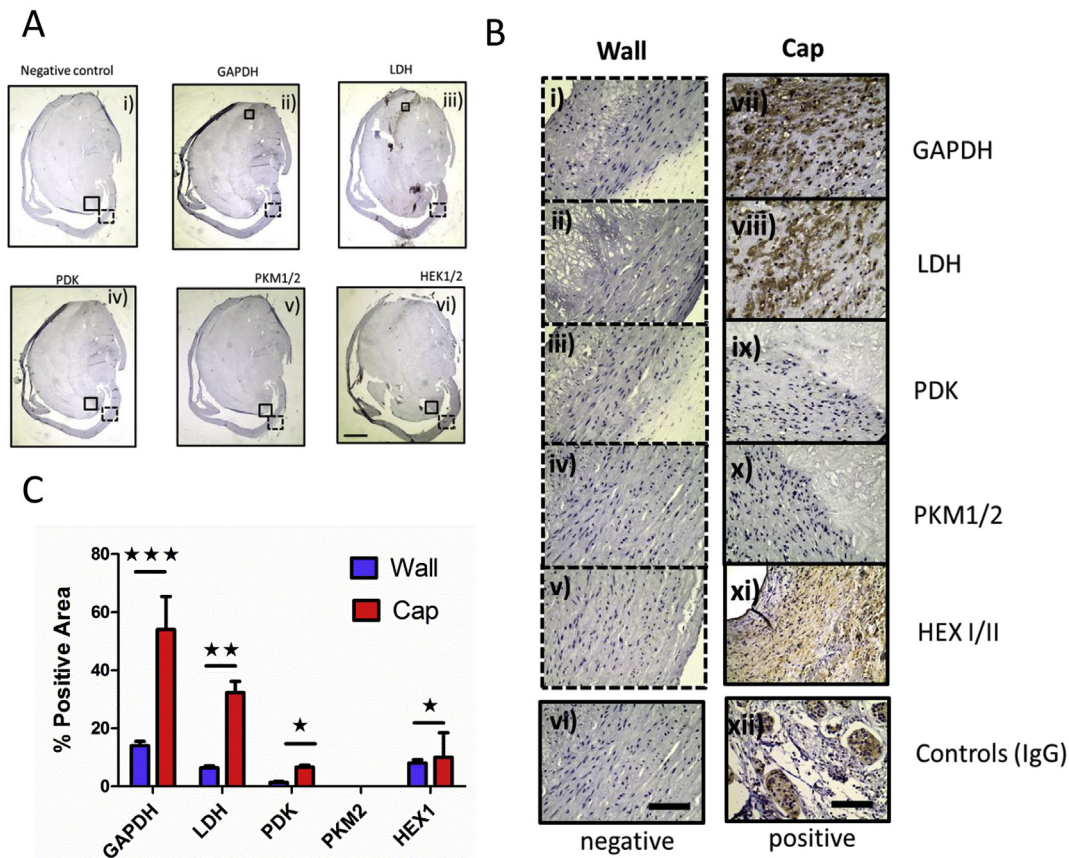 A
Negative control
GAPDH
LDH
i)
ii)
iii)
PDK
PKM1/2
HEK1/2
iv)
v)
vi)
B
Wall
Cap
i)
vii)
GAPDH
ii)
viii)
LDH
iii)
ix)
PDK
iv)
x)
PKM1/2
v)
xi)
HEX I/II
vi)
xii)
Controls (IgG)
negative
positive
C
% Positive Area
80
60
40
20
0
★★★
★★
★
★
Wall
Cap
GAPDH
LDH
PDK
PKM2
HEX1